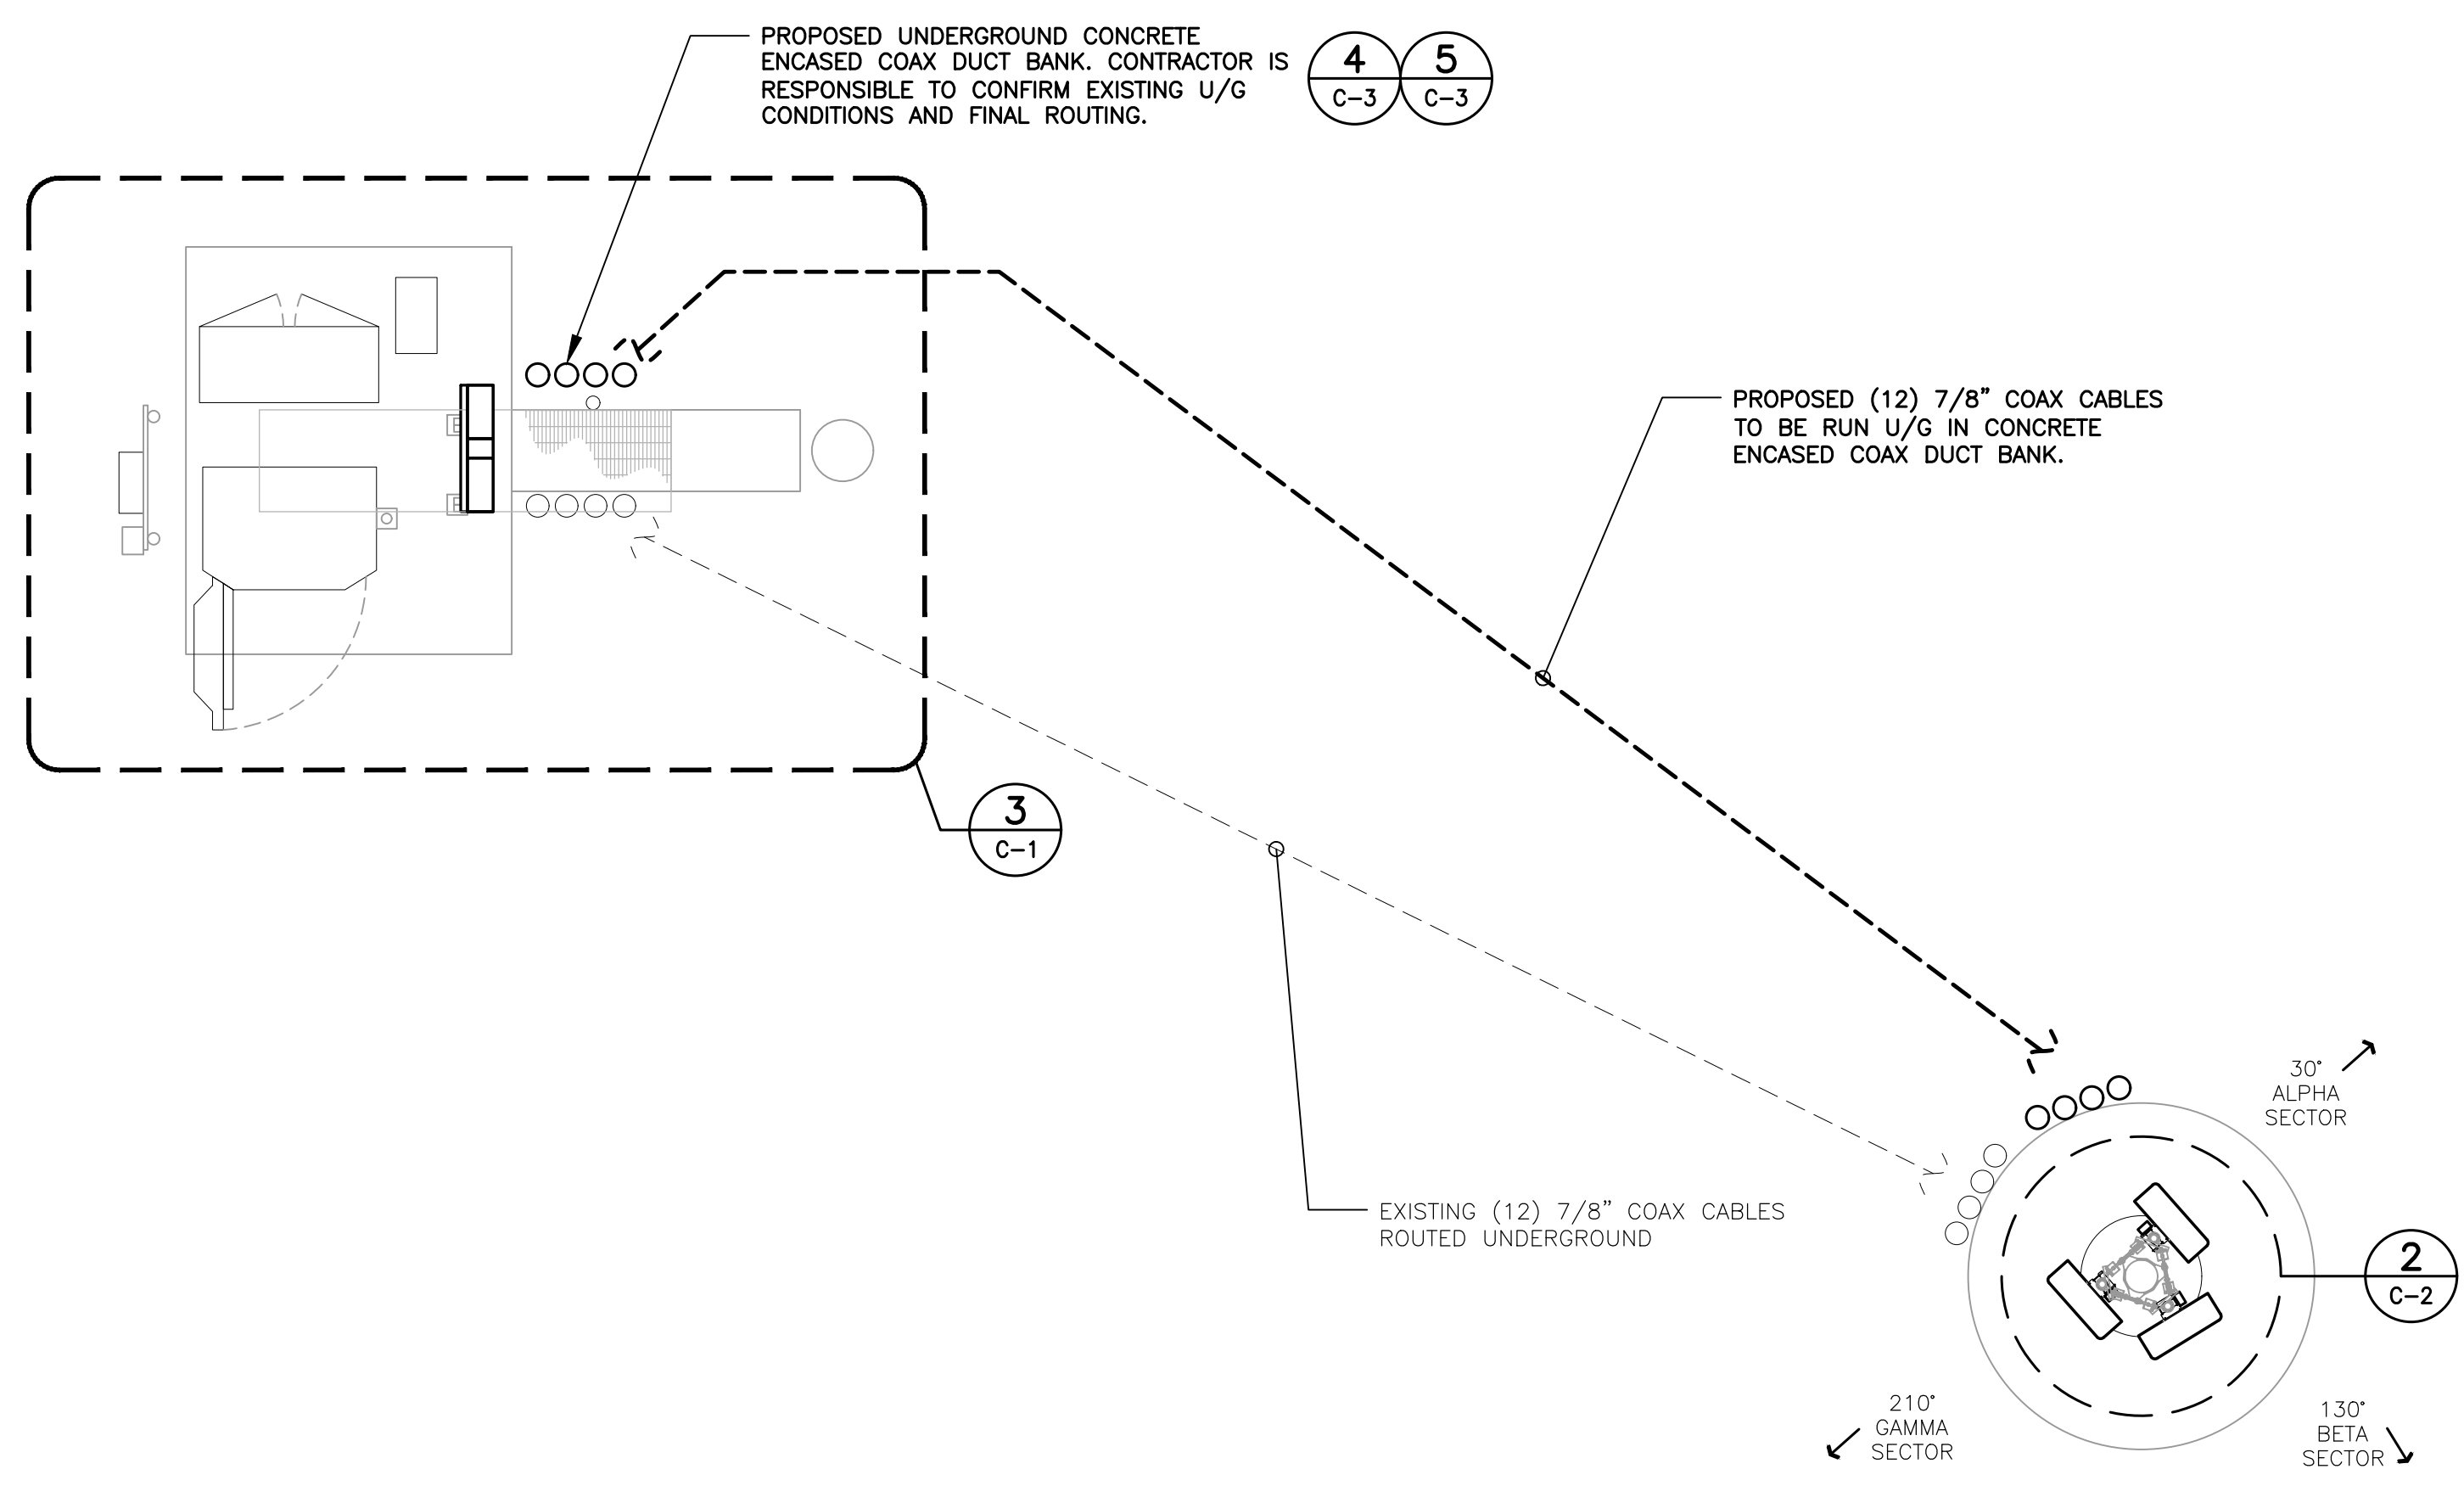 PROPOSED UNDERGROUND CONCRETE
ENCASED COAX DUCT BANK. CONTRACTOR IS
RESPONSIBLE TO CONFIRM EXISTING U/G
CONDITIONS AND FINAL ROUTING.
4
C-3
5
C-3
PROPOSED (12) 7/8" COAX CABLES
TO BE RUN U/G IN CONCRETE
ENCASED COAX DUCT BANK.
3
C-1
EXISTING (12) 7/8" COAX CABLES
ROUTED UNDERGROUND
30°
ALPHA
SECTOR
2
C-2
210°
GAMMA
SECTOR
130°
BETA
SECTOR